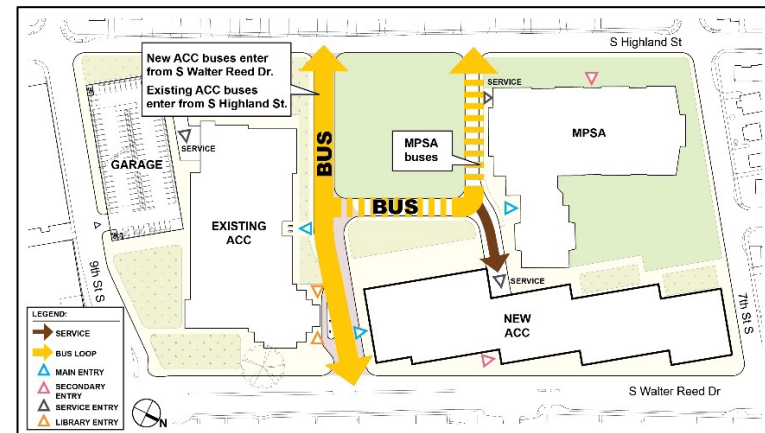 S Highland St
New ACC buses enter
from S Walter Reed Dr.
Existing ACC buses
enter from S Highland St.
SERVICE
MPSA
MPSA
buses
GARAGE
SERVICE
BUS
BUS
EXISTING
ACC
SERVICE
9th St S
7th St S
NEW
ACC
LEGEND:
SERVICE
BUS LOOP
MAIN ENTRY
SECONDARY
ENTRY
SERVICE ENTRY
LIBRARY ENTRY
N
S Walter Reed Dr